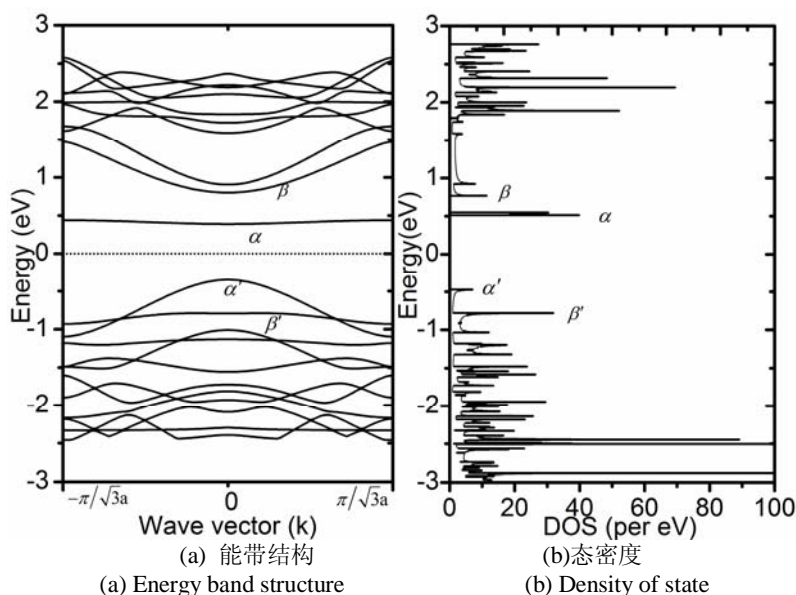 3
2
1
0
-1
-2
-3
Energy (eV)
β
α
α′
β′
−π/√3a
0
π/√3a
Wave vector (k)
3
2
1
0
-1
-2
-3
Energy(eV)
β
α
α′
β′
0
20
40
60
80
100
DOS (per eV)
(a) 能带结构
(b)态密度
(a) Energy band structure
(b) Density of state